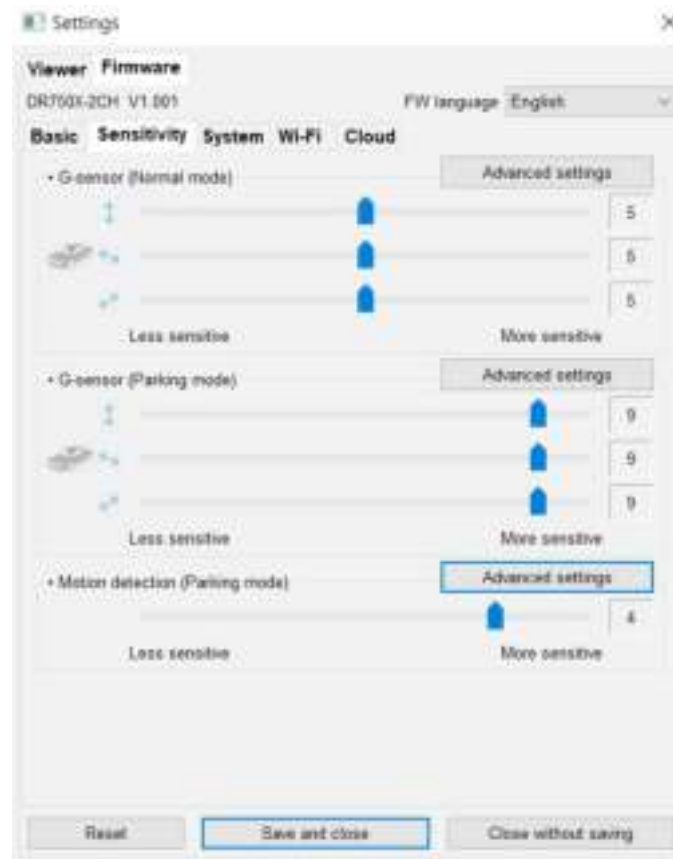 Settings
Viewer Firmware
DR750X-2CH V1.001 FW language English
Basic Sensitivity System Wi-Fi Cloud
• G-sensor (Normal mode) Advanced settings
5
5
5
Less sensitive More sensitive
• G-sensor (Parking mode) Advanced settings
9
9
9
Less sensitive More sensitive
• Motion detection (Parking mode) Advanced settings
4
Less sensitive More sensitive
Reset Save and close Close without saving